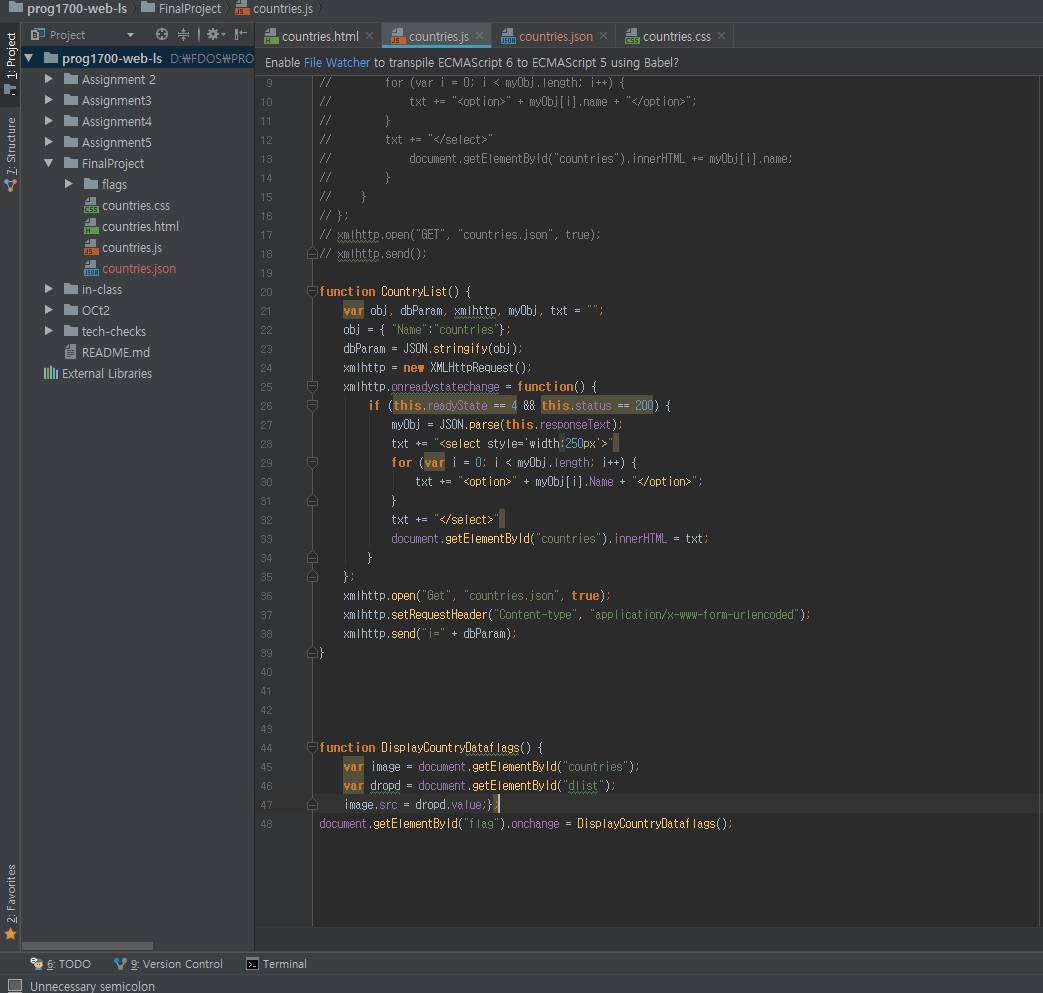 prog1700-web-ls
FinalProject
countries.js
Project
countries.html
countries.js
countries.json
countries.css
1: Project
7: Structure
2: Favorites
prog1700-web-ls D:₩FDOS₩PRO
Assignment 2
Assignment3
Assignment4
Assignment5
FinalProject
flags
countries.css
countries.html
countries.js
countries.json
in-class
OCt2
tech-checks
README.md
External Libraries
Enable File Watcher to transpile ECMAScript 6 to ECMAScript 5 using Babel?
9 // for (var i = 0; i < myObj.length; i++) {
10 // txt += "<option>" + myObj[i].name + "</option>";
11 // }
12 // txt += "</select>"
13 // document.getElementById("countries").innerHTML += myObj[i].name;
14 // }
15 // }
16 // };
17 // xmlhttp.open("GET", "countries.json", true);
18 // xmlhttp.send();
19
20 function CountryList() {
21 var obj, dbParam, xmlhttp, myObj, txt = "";
22 obj = { "Name":"countries"};
23 dbParam = JSON.stringify(obj);
24 xmlhttp = new XMLHttpRequest();
25 xmlhttp.onreadystatechange = function() {
26 if (this.readyState == 4 && this.status == 200) {
27 myObj = JSON.parse(this.responseText);
28 txt += "<select style='width:250px'>"
29 for (var i = 0; i < myObj.length; i++) {
30 txt += "<option>" + myObj[i].Name + "</option>";
31 }
32 txt += "</select>"
33 document.getElementById("countries").innerHTML = txt;
34 }
35 };
36 xmlhttp.open("Get", "countries.json", true);
37 xmlhttp.setRequestHeader("Content-type", "application/x-www-form-urlencoded");
38 xmlhttp.send("i=" + dbParam);
39 }
40
41
42
43
44 function DisplayCountryDataflags() {
45 var image = document.getElementById("countries");
46 var dropd = document.getElementById("dlist");
47 image.src = dropd.value;};
48 document.getElementById("flag").onchange = DisplayCountryDataflags();
6: TODO
9: Version Control
Terminal
Unnecessary semicolon